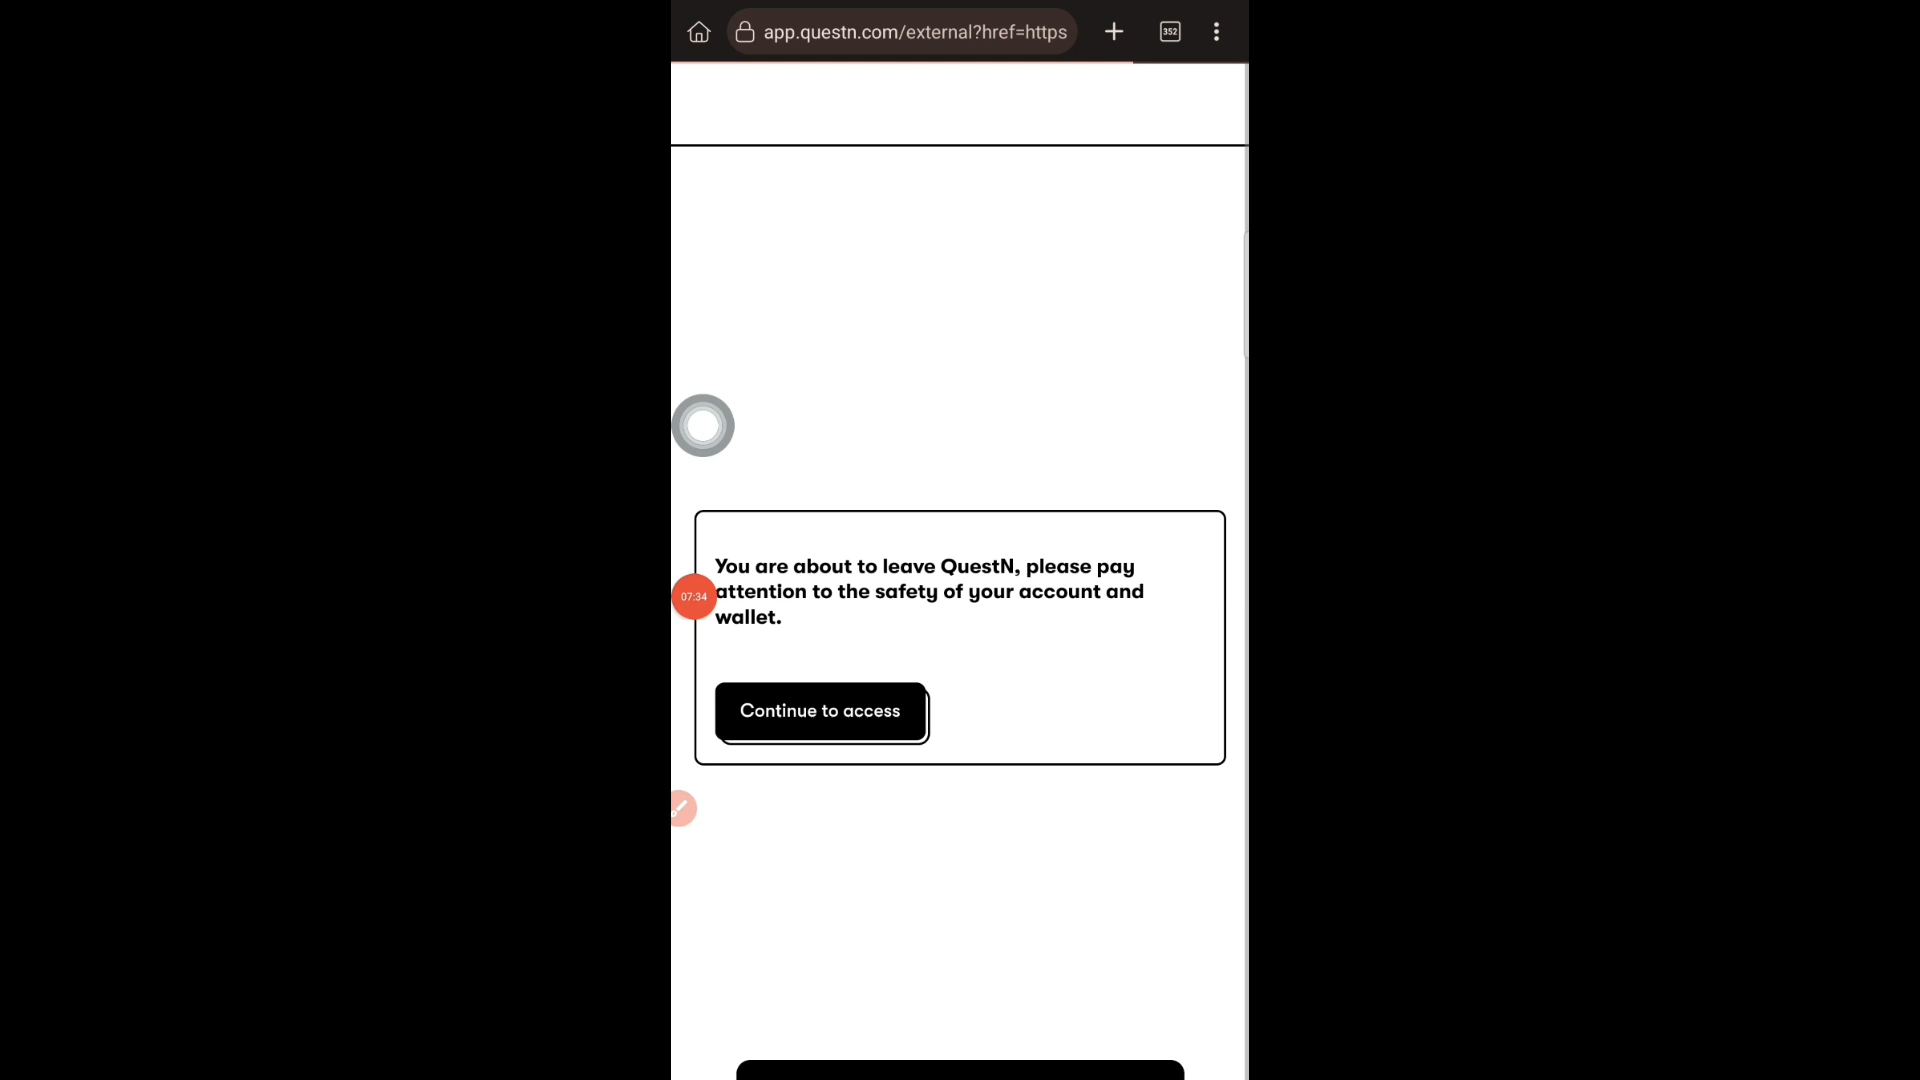 app.questn.com/external?href=https
352
You are about to leave QuestN, please pay
attention to the safety of your account and
wallet.
07:34
Continue to access